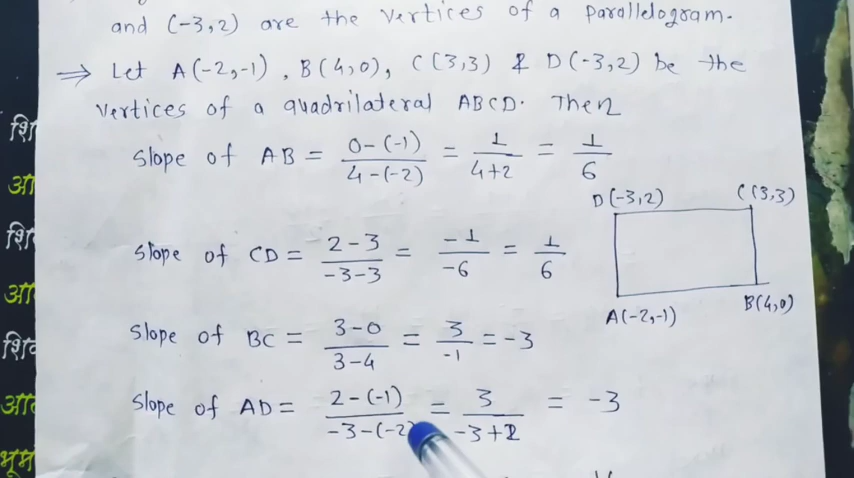 and (-3,2) are the vertices of a parallelogram.
⇒ Let A(-2,-1), B(4,0), C(3,3) & D(-3,2) be the
vertices of a quadrilateral ABCD. Then
Slope of AB = 0-(-1)/4-(-2) = 1/4+2 = 1/6
D(-3,2) C(3,3)
Slope of CD = 2-3/-3-3 = -1/-6 = 1/6
A(-2,-1) B(4,0)
Slope of BC = 3-0/3-4 = 3/-1 = -3
Slope of AD = 2-(-1)/-3-(-2 = 3/-3+2 = -3